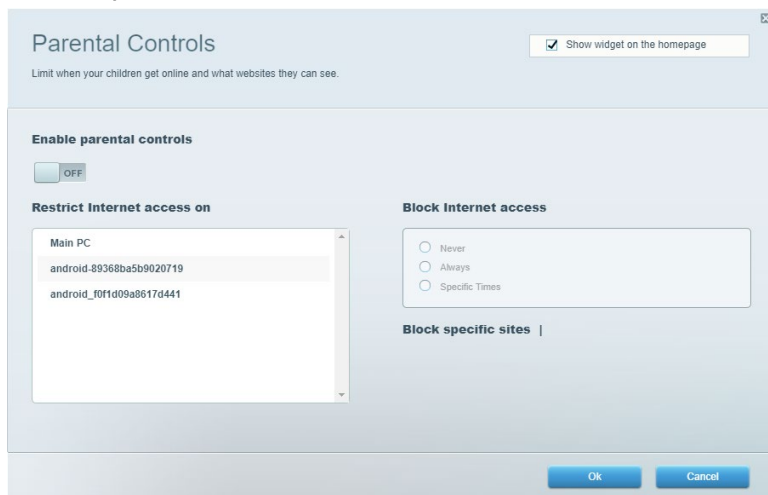 Parental Controls
Show widget on the homepage
Limit when your children get online and what websites they can see.
Enable parental controls
OFF
Restrict Internet access on
Main PC
android-89368ba5b9020719
android_f0f1d09a8617d441
Block Internet access
Never
Always
Specific Times
Block specific sites |
Ok
Cancel